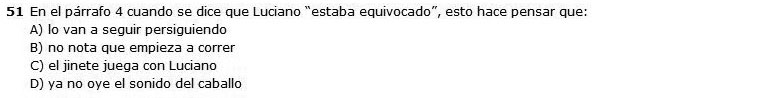 51 En el párrafo 4 cuando se dice que Luciano “estaba equivocado”, esto hace pensar que:
A) lo van a seguir persiguiendo
B) no nota que empieza a correr
C) el jinete juega con Luciano
D) ya no oye el sonido del caballo